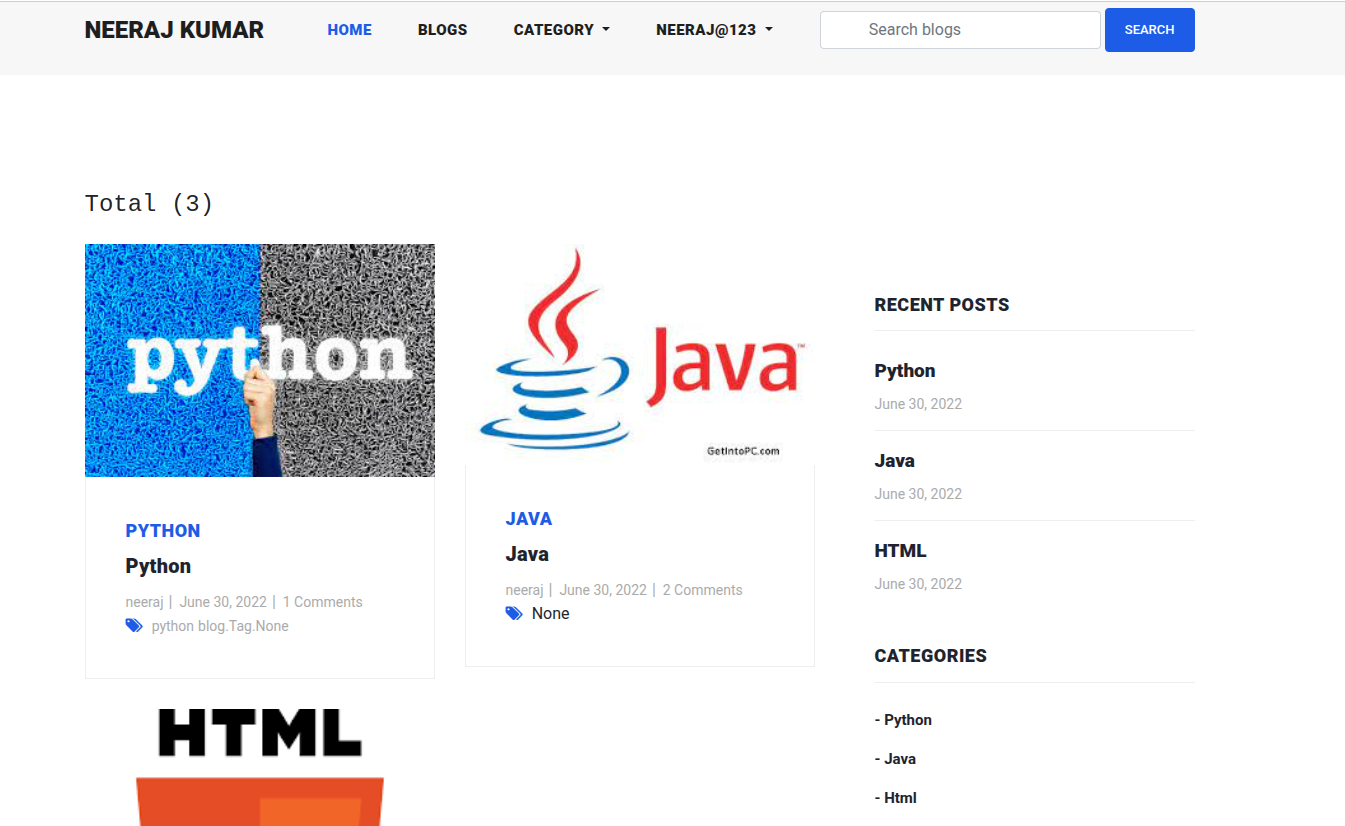 NEERAJ KUMAR HOME BLOGS CATEGORY NEERAJ@123 Search blogs SEARCH
Total (3)
python
Java™
GetIntoPC.com
PYTHON
Python
neeraj | June 30, 2022 | 1 Comments
python blog.Tag.None
JAVA
Java
neeraj | June 30, 2022 | 2 Comments
None
HTML
RECENT POSTS
Python
June 30, 2022
Java
June 30, 2022
HTML
June 30, 2022
CATEGORIES
- Python
- Java
- Html